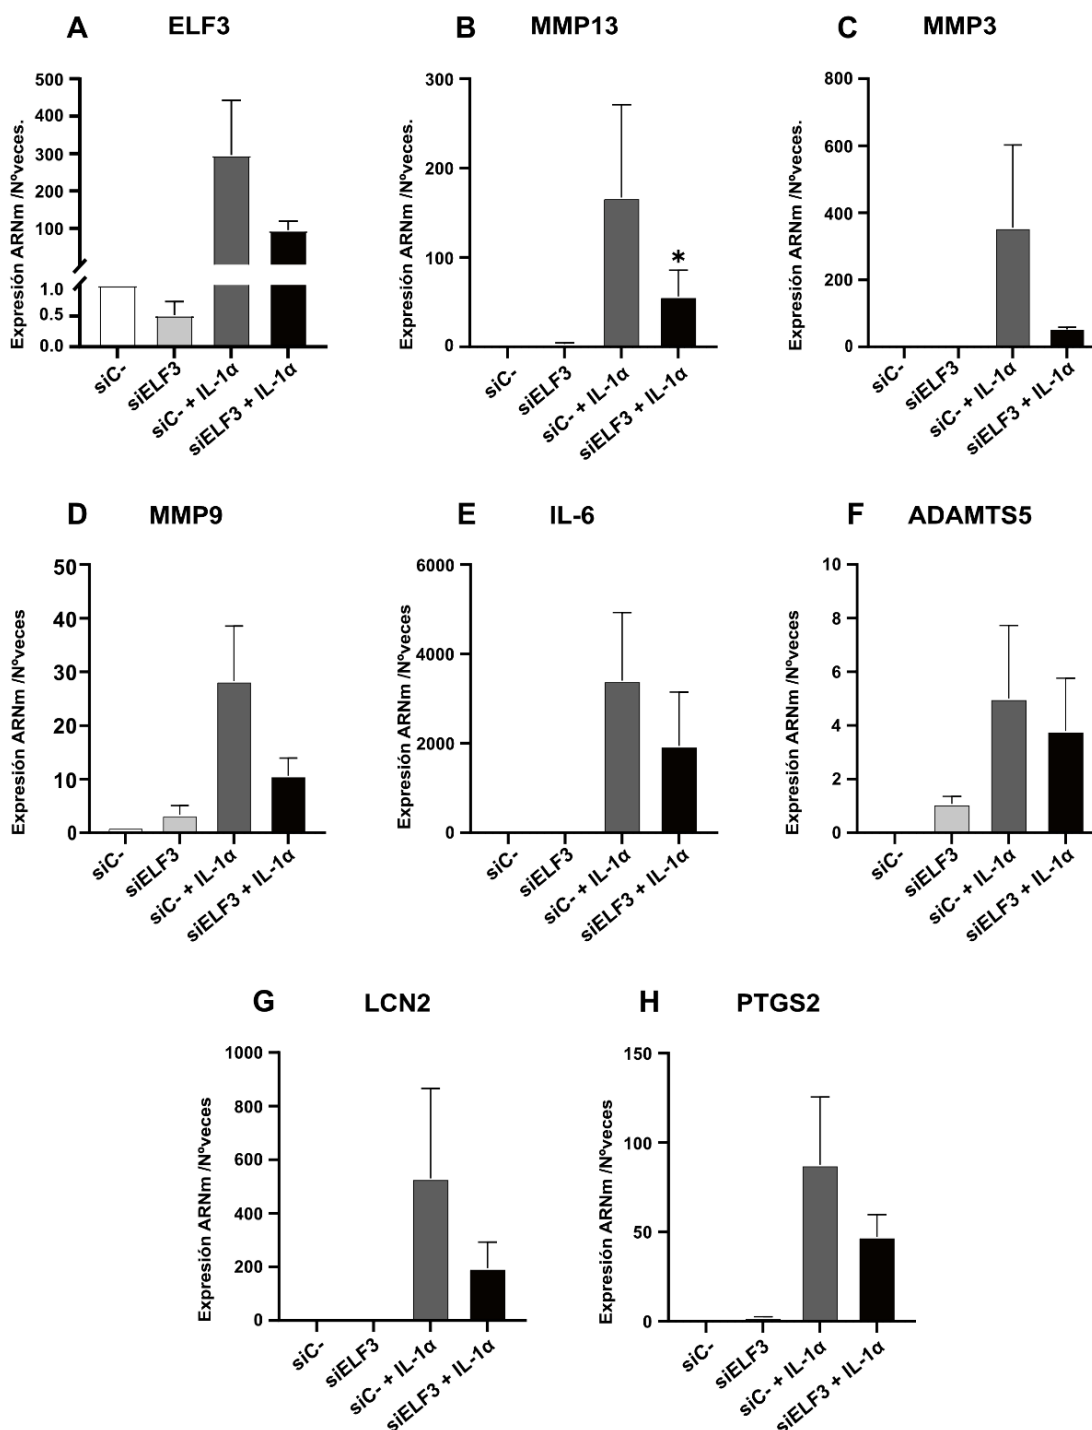 A ELF3
Expresión ARNm /Nºveces.
500
400
300
200
100
1.0
0.5
0.0
siC-
siELF3
siC- + IL-1α
siELF3 + IL-1α
B MMP13
Expresión ARNm /Nºveces.
300
200
100
0
*
siC-
siELF3
siC- + IL-1α
siELF3 + IL-1α
C MMP3
Expresión ARNm /Nºveces.
800
600
400
200
0
siC-
siELF3
siC- + IL-1α
siELF3 + IL-1α
D MMP9
Expresión ARNm /Nºveces
50
40
30
20
10
0
siC-
siELF3
siC- + IL-1α
siELF3 + IL-1α
E IL-6
Expresión ARNm /Nºveces
6000
4000
2000
0
siC-
siELF3
siC- + IL-1α
siELF3 + IL-1α
F ADAMTS5
Expresión ARNm /Nºveces
10
8
6
4
2
0
siC-
siELF3
siC- + IL-1α
siELF3 + IL-1α
G LCN2
Expresión ARNm /Nºveces
1000
800
600
400
200
0
siC-
siELF3
siC- + IL-1α
siELF3 + IL-1α
H PTGS2
Expresión ARNm /Nºveces
150
100
50
0
siC-
siELF3
siC- + IL-1α
siELF3 + IL-1α